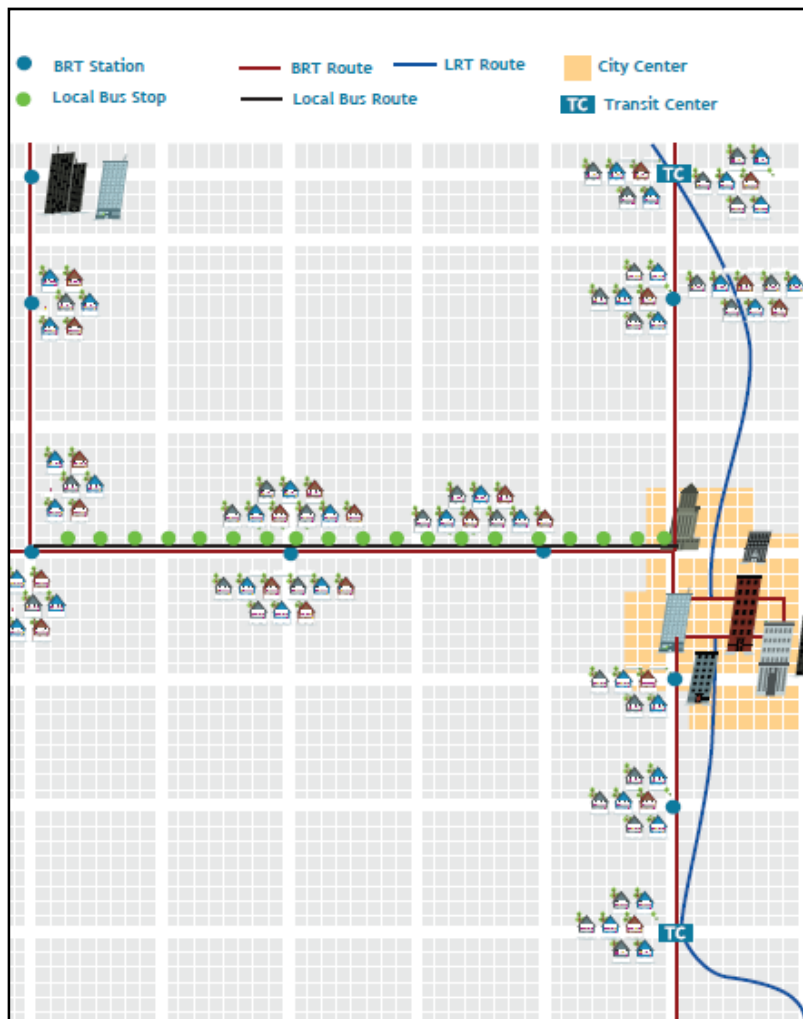 BRT Station BRT Route LRT Route City Center
Local Bus Stop Local Bus Route TC Transit Center
TC
TC